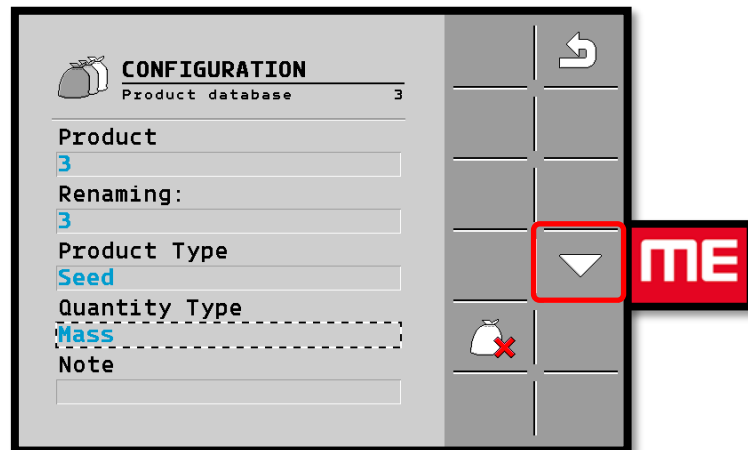 CONFIGURATION
Product database 3
Product
3
Renaming:
3
Product Type
Seed
Quantity Type
Mass
Note
ME